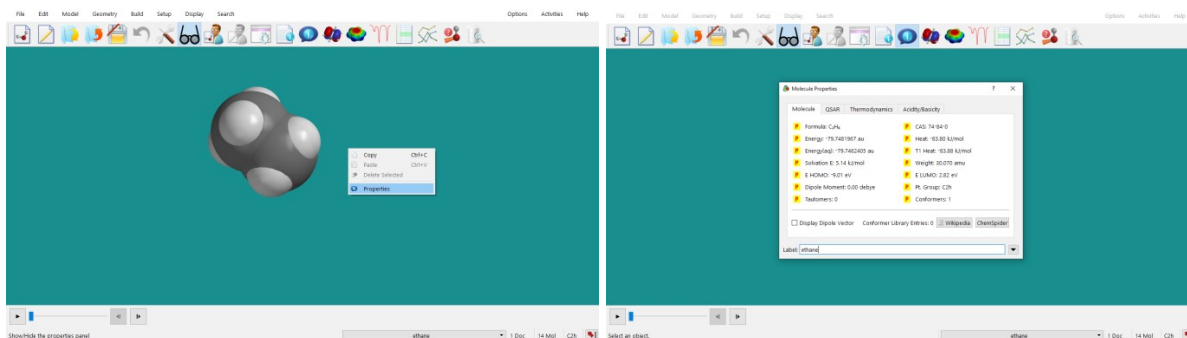 File Edit Model Geometry Build Setup Display Search Options Activities Help
Copy Ctrl+C
Paste Ctrl+V
Delete Selected
Properties
Show/Hide the properties panel ethane 1 Doc 14 Mol C2h
File Edit Model Geometry Build Setup Display Search Options Activities Help
Molecule Properties ? ×
Molecule QSAR Thermodynamics Acidity/Basicity
P Formula: C₂H₆ P CAS: 74-84-0
P Energy: -79.7481967 au P Heat: -83.80 kJ/mol
P Energy(aq): -79.7462405 au P T1 Heat: -83.88 kJ/mol
P Solvation E: 5.14 kJ/mol P Weight: 30.070 amu
P E HOMO: -9.01 eV P E LUMO: 2.82 eV
P Dipole Moment: 0.00 debye P Pt. Group: C2h
P Tautomers: 0 P Conformers: 1
Display Dipole Vector Conformer Library Entries: 0 Wikipedia ChemSpider
Label: ethane
Select an object. ethane 1 Doc 14 Mol C2h